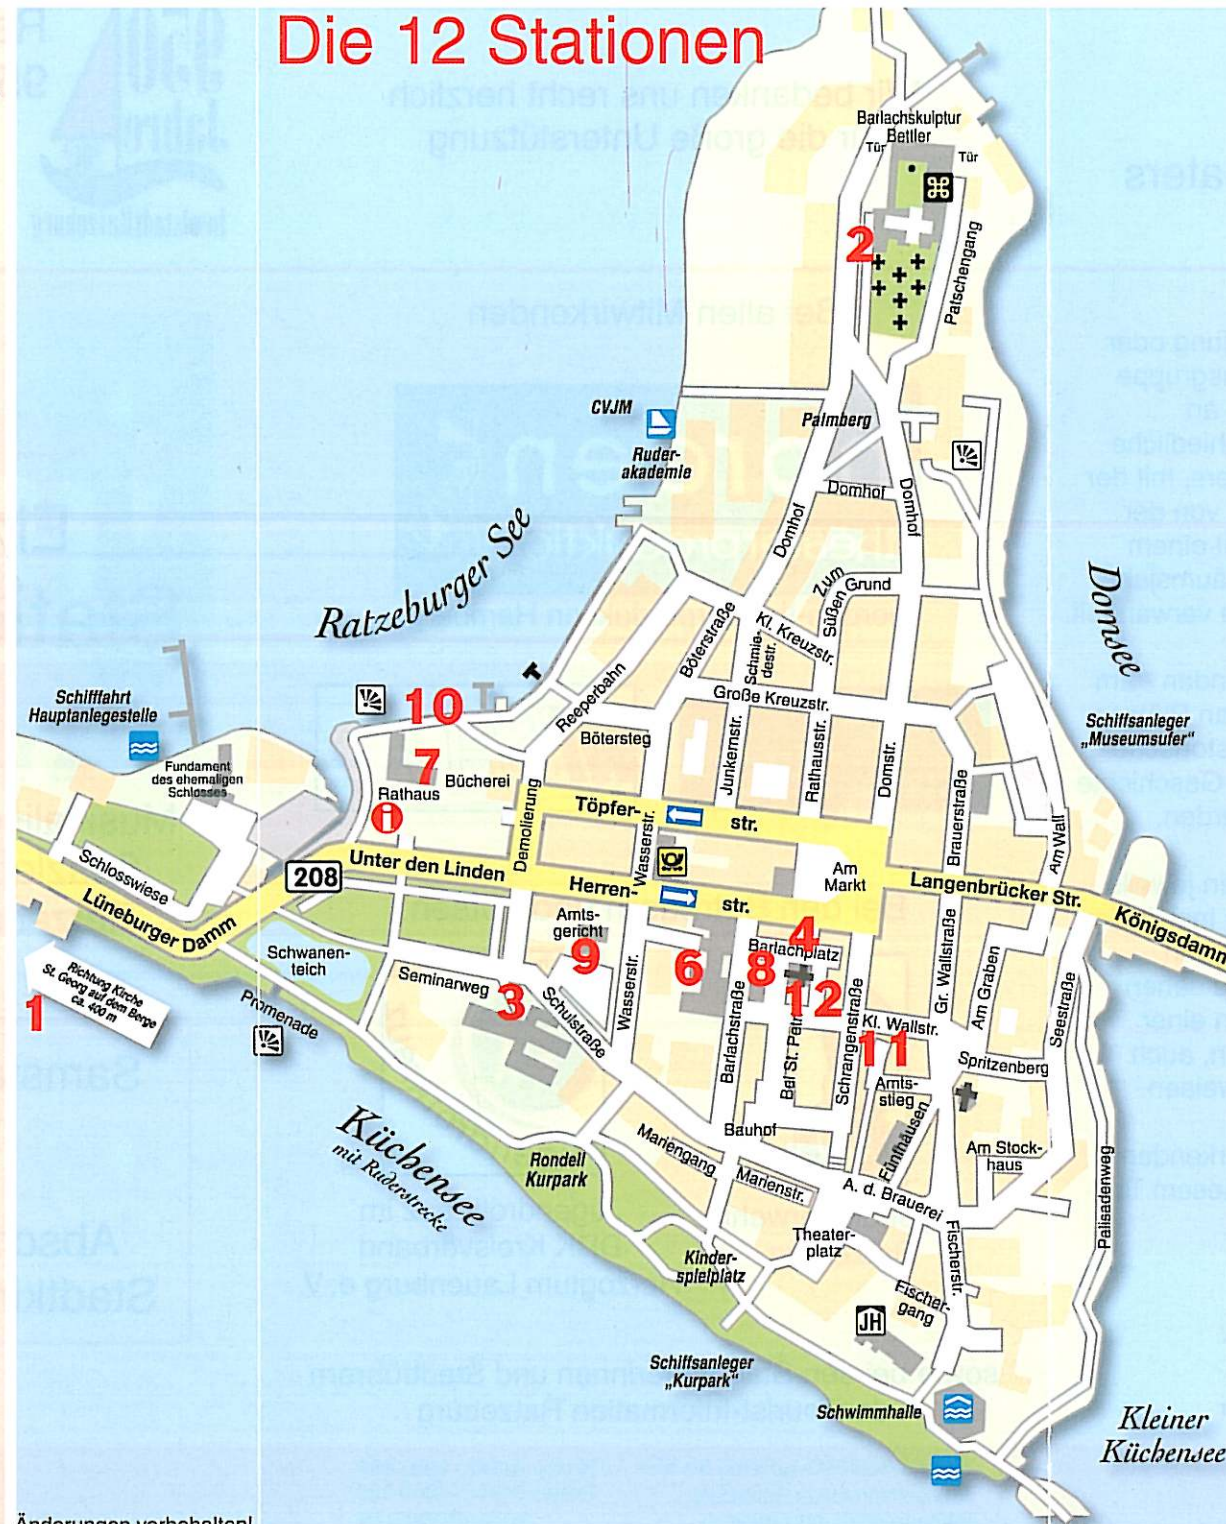 Die 12 Stationen
Barlachskulptur
Bettler
Tür
Tür
2
Patschengang
CVJM
Ruder-
akademie
Palmberg
Domhof
Domhof
Domhof
Ratzeburger See
Domsee
Zum
Süßen
Grund
Kl. Kreuzstr.
Böterstraße
Schmie-
destr.
Große Kreuzstr.
Reeperbahn
Bötersteg
Junkernstr.
Rathausstr.
Domstr.
Brauerstraße
Am Wall
Schiffsanleger
„Museumsufer“
Schifffahrt
Hauptanlegestelle
Fundament
des ehemaligen
Schlosses
10
7
Rathaus
Bücherei
i
Demolierung
Töpfer-
str.
Wasserstr.
Unter den Linden
Herren-
str.
Am
Markt
Langenbrücker Str.
Königsdamm
208
Schlosswiese
Lüneburger Damm
Schwanen-
teich
Promenade
Richtung Kirche
St. Georg auf dem Berge
ca. 400 m
1
Seminarweg
3
Amts-
gericht
9
Schulstraße
Wasserstr.
6
8
4
Barlachplatz
12
Barlachstraße
Bei St. Petri
Schrangenstraße
Kl. Wallstr.
11
Gr. Wallstraße
Am Graben
Seestraße
Spritzenberg
Amts-
stieg
Fünfhausen
Am Stock-
haus
Palisadenweg
Bauhof
Mariengang
Marienstr.
A. d. Brauerei
Fischerstr.
Theater-
platz
Fischer-
gang
Küchensee
mit Ruderstrecke
Rondell
Kurpark
Kinder-
spielplatz
JH
Schiffsanleger
„Kurpark“
Schwimmhalle
Kleiner
Küchensee
Änderungen vorbehalten!